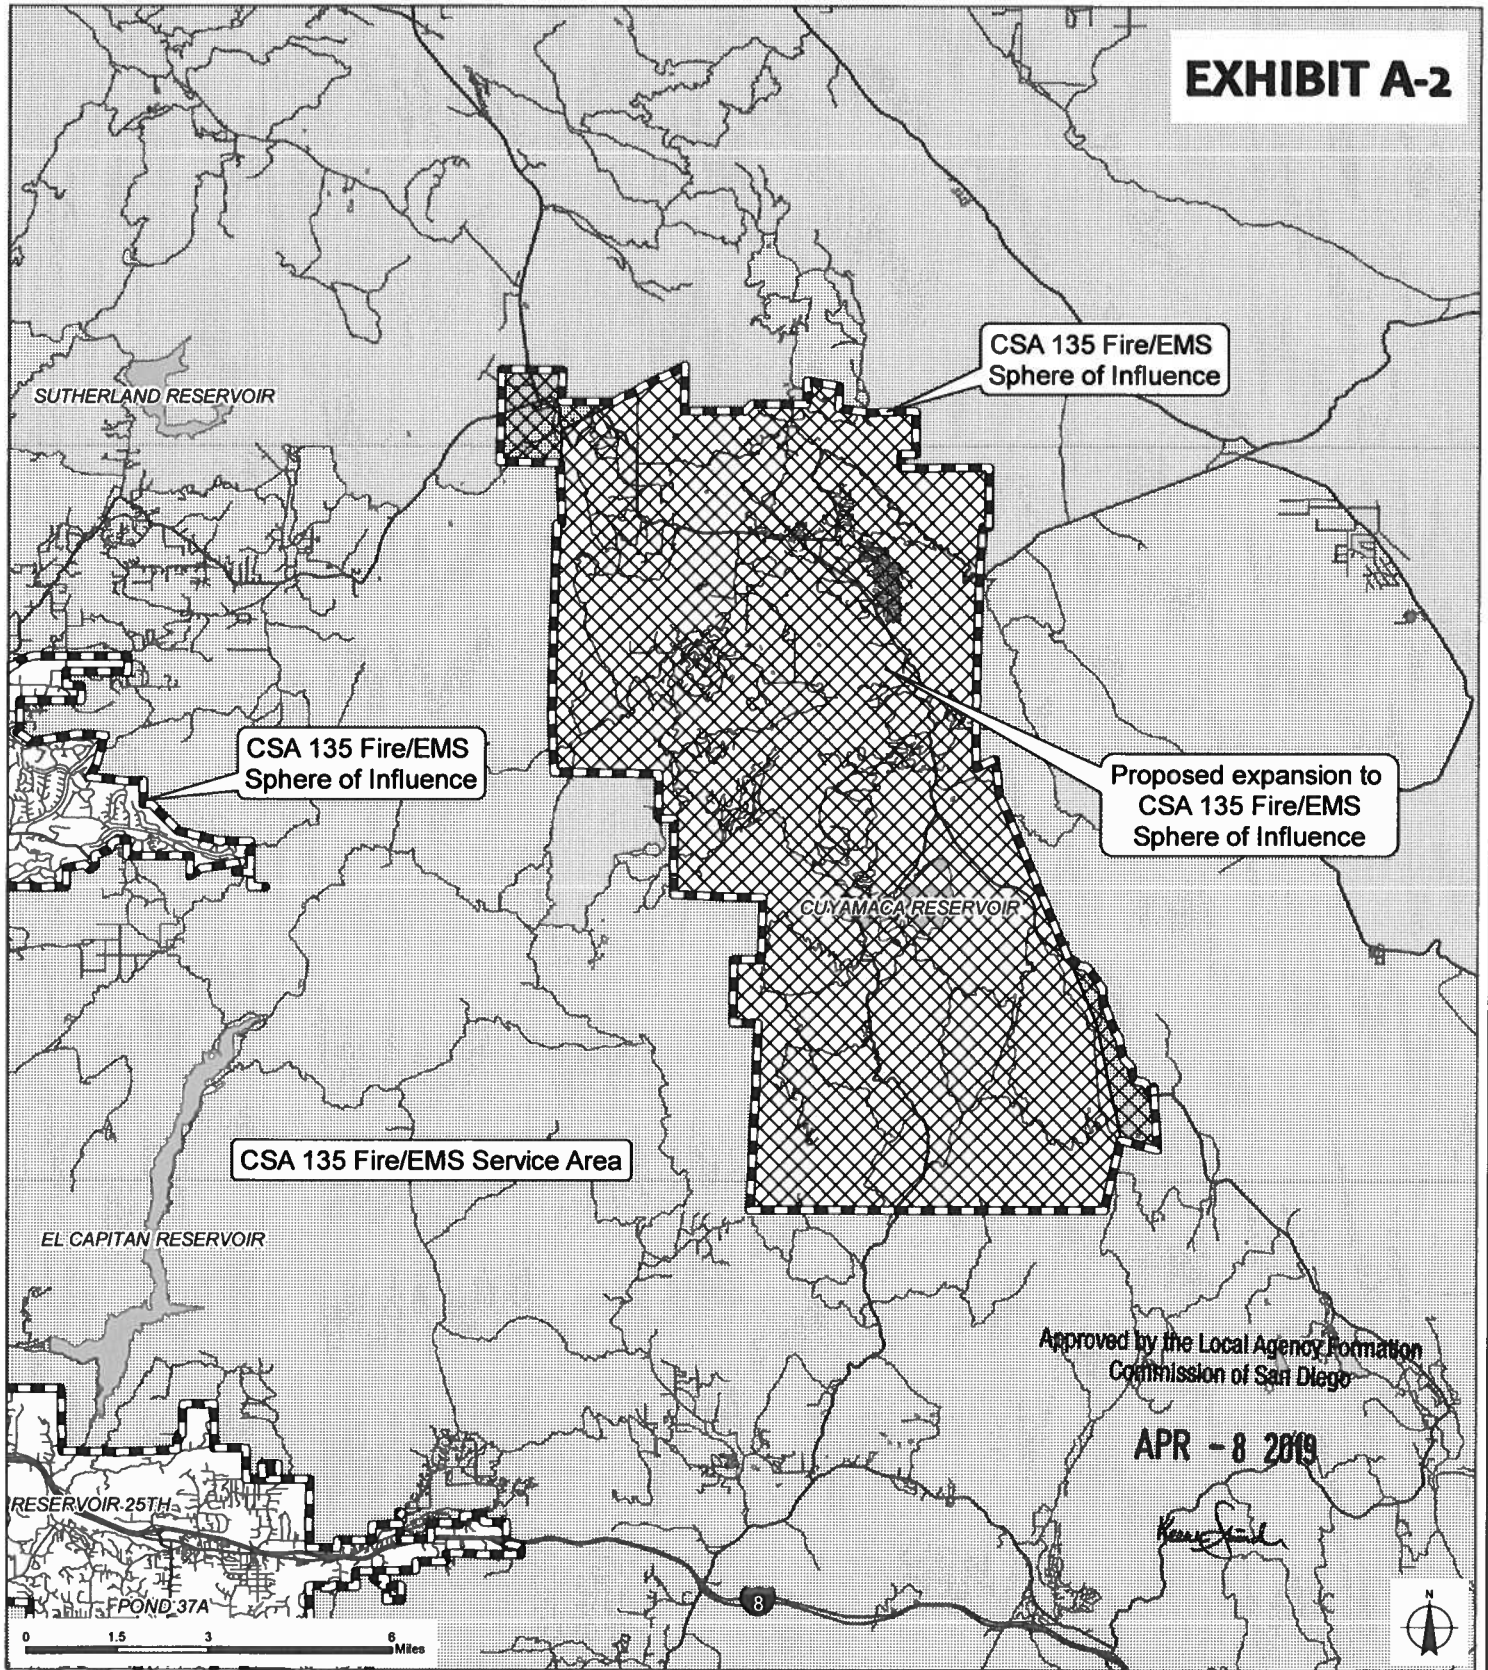 EXHIBIT A-2
CSA 135 Fire/EMS
Sphere of Influence
SUTHERLAND RESERVOIR
CSA 135 Fire/EMS
Sphere of Influence
Proposed expansion to
CSA 135 Fire/EMS
Sphere of Influence
CUYAMACA RESERVOIR
CSA 135 Fire/EMS Service Area
EL CAPITAN RESERVOIR
Approved by the Local Agency Formation
Commission of San Diego
APR - 8 2019
RESERVOIR 25TH
8
POND 37A
N
0 1.5 3 6
Miles